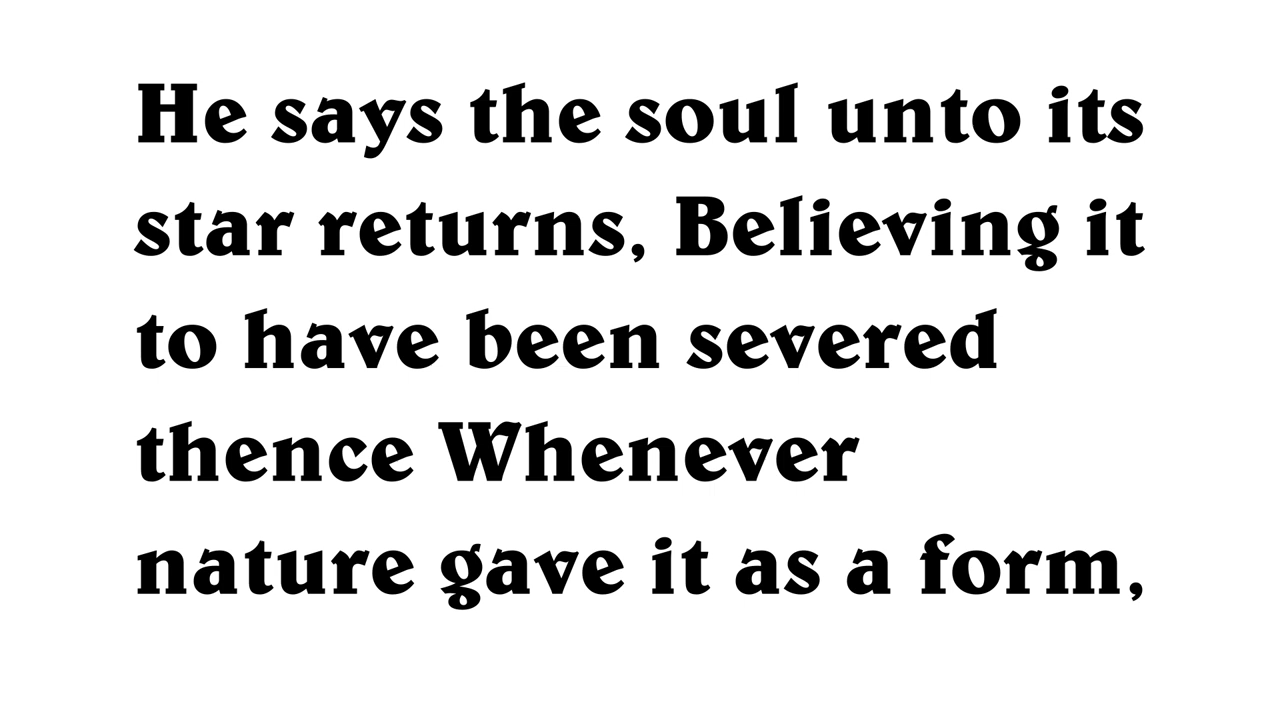 He says the soul unto its
star returns, Believing it
to have been severed
thence Whenever
nature gave it as a form,